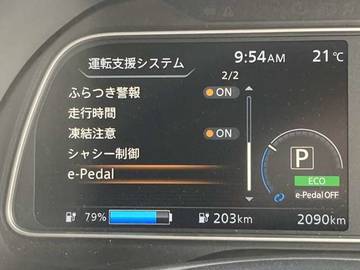 運転支援システム
9:54AM
21℃
2/2
ふらつき警報
ON
走行時間
凍結注意
ON
シャシー制御
e-Pedal
P
ECO
e-Pedal OFF
79%
203km
2090km